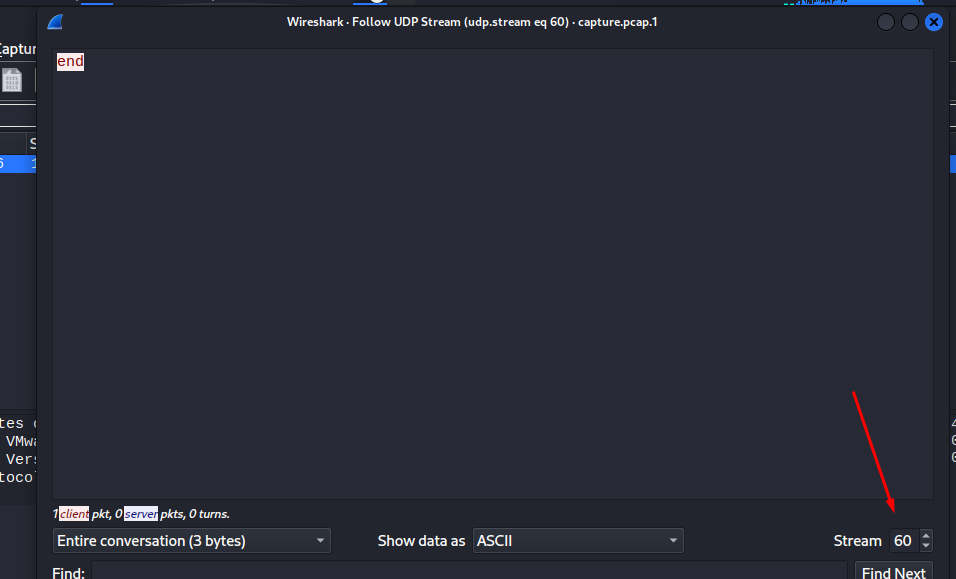 Wireshark · Follow UDP Stream (udp.stream eq 60) · capture.pcap.1
end
1 client pkt, 0 server pkts, 0 turns.
Entire conversation (3 bytes)
Show data as ASCII
Stream 60
Find:
Find Next